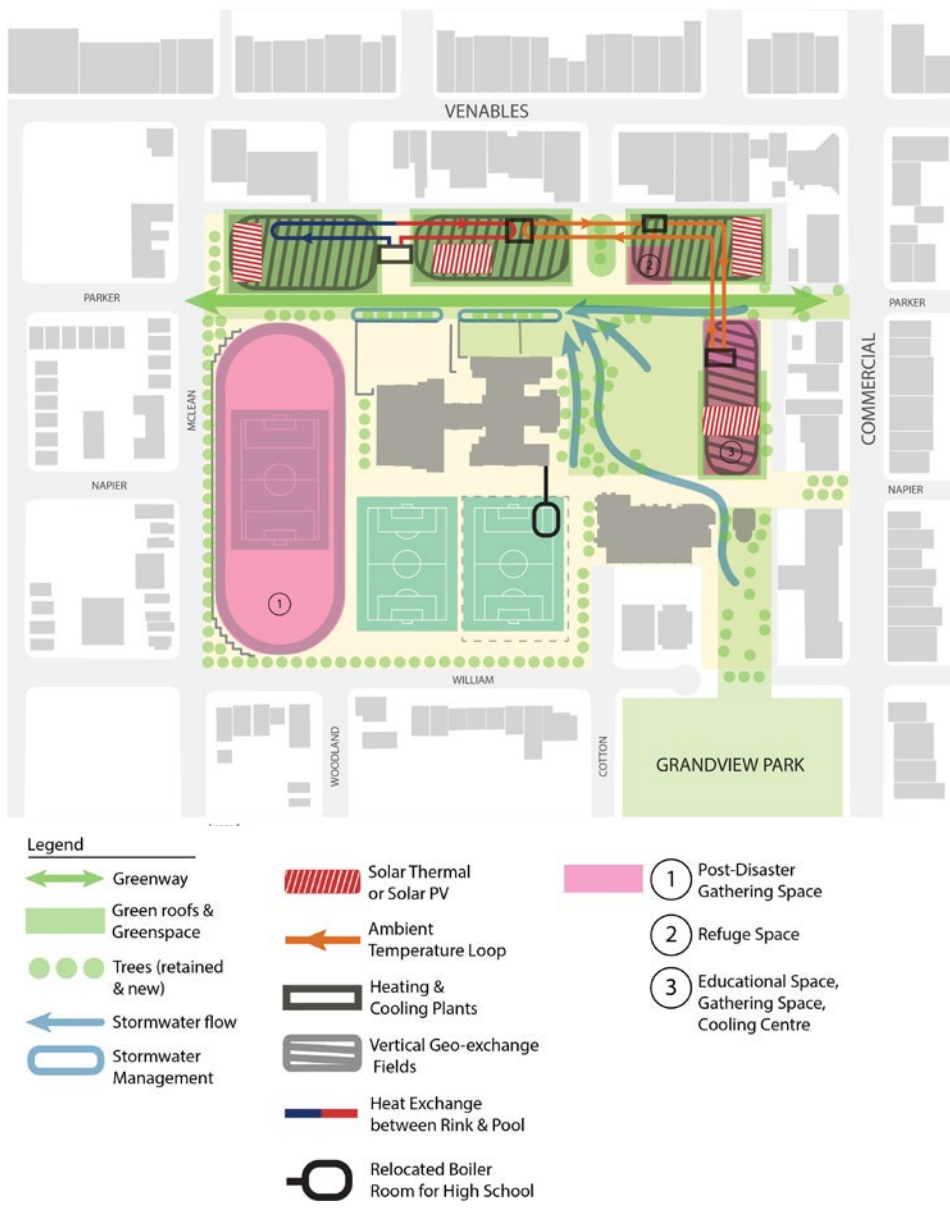 VENABLES
2
PARKER
PARKER
MCLEAN
COMMERCIAL
3
NAPIER
NAPIER
1
WILLIAM
WOODLAND
COTTON
GRANDVIEW PARK
Legend
Greenway
Green roofs &
Greenspace
Trees (retained
& new)
Stormwater flow
Stormwater
Management
Solar Thermal
or Solar PV
Ambient
Temperature Loop
Heating &
Cooling Plants
Vertical Geo-exchange
Fields
Heat Exchange
between Rink & Pool
Relocated Boiler
Room for High School
1 Post-Disaster
Gathering Space
2 Refuge Space
3 Educational Space,
Gathering Space,
Cooling Centre